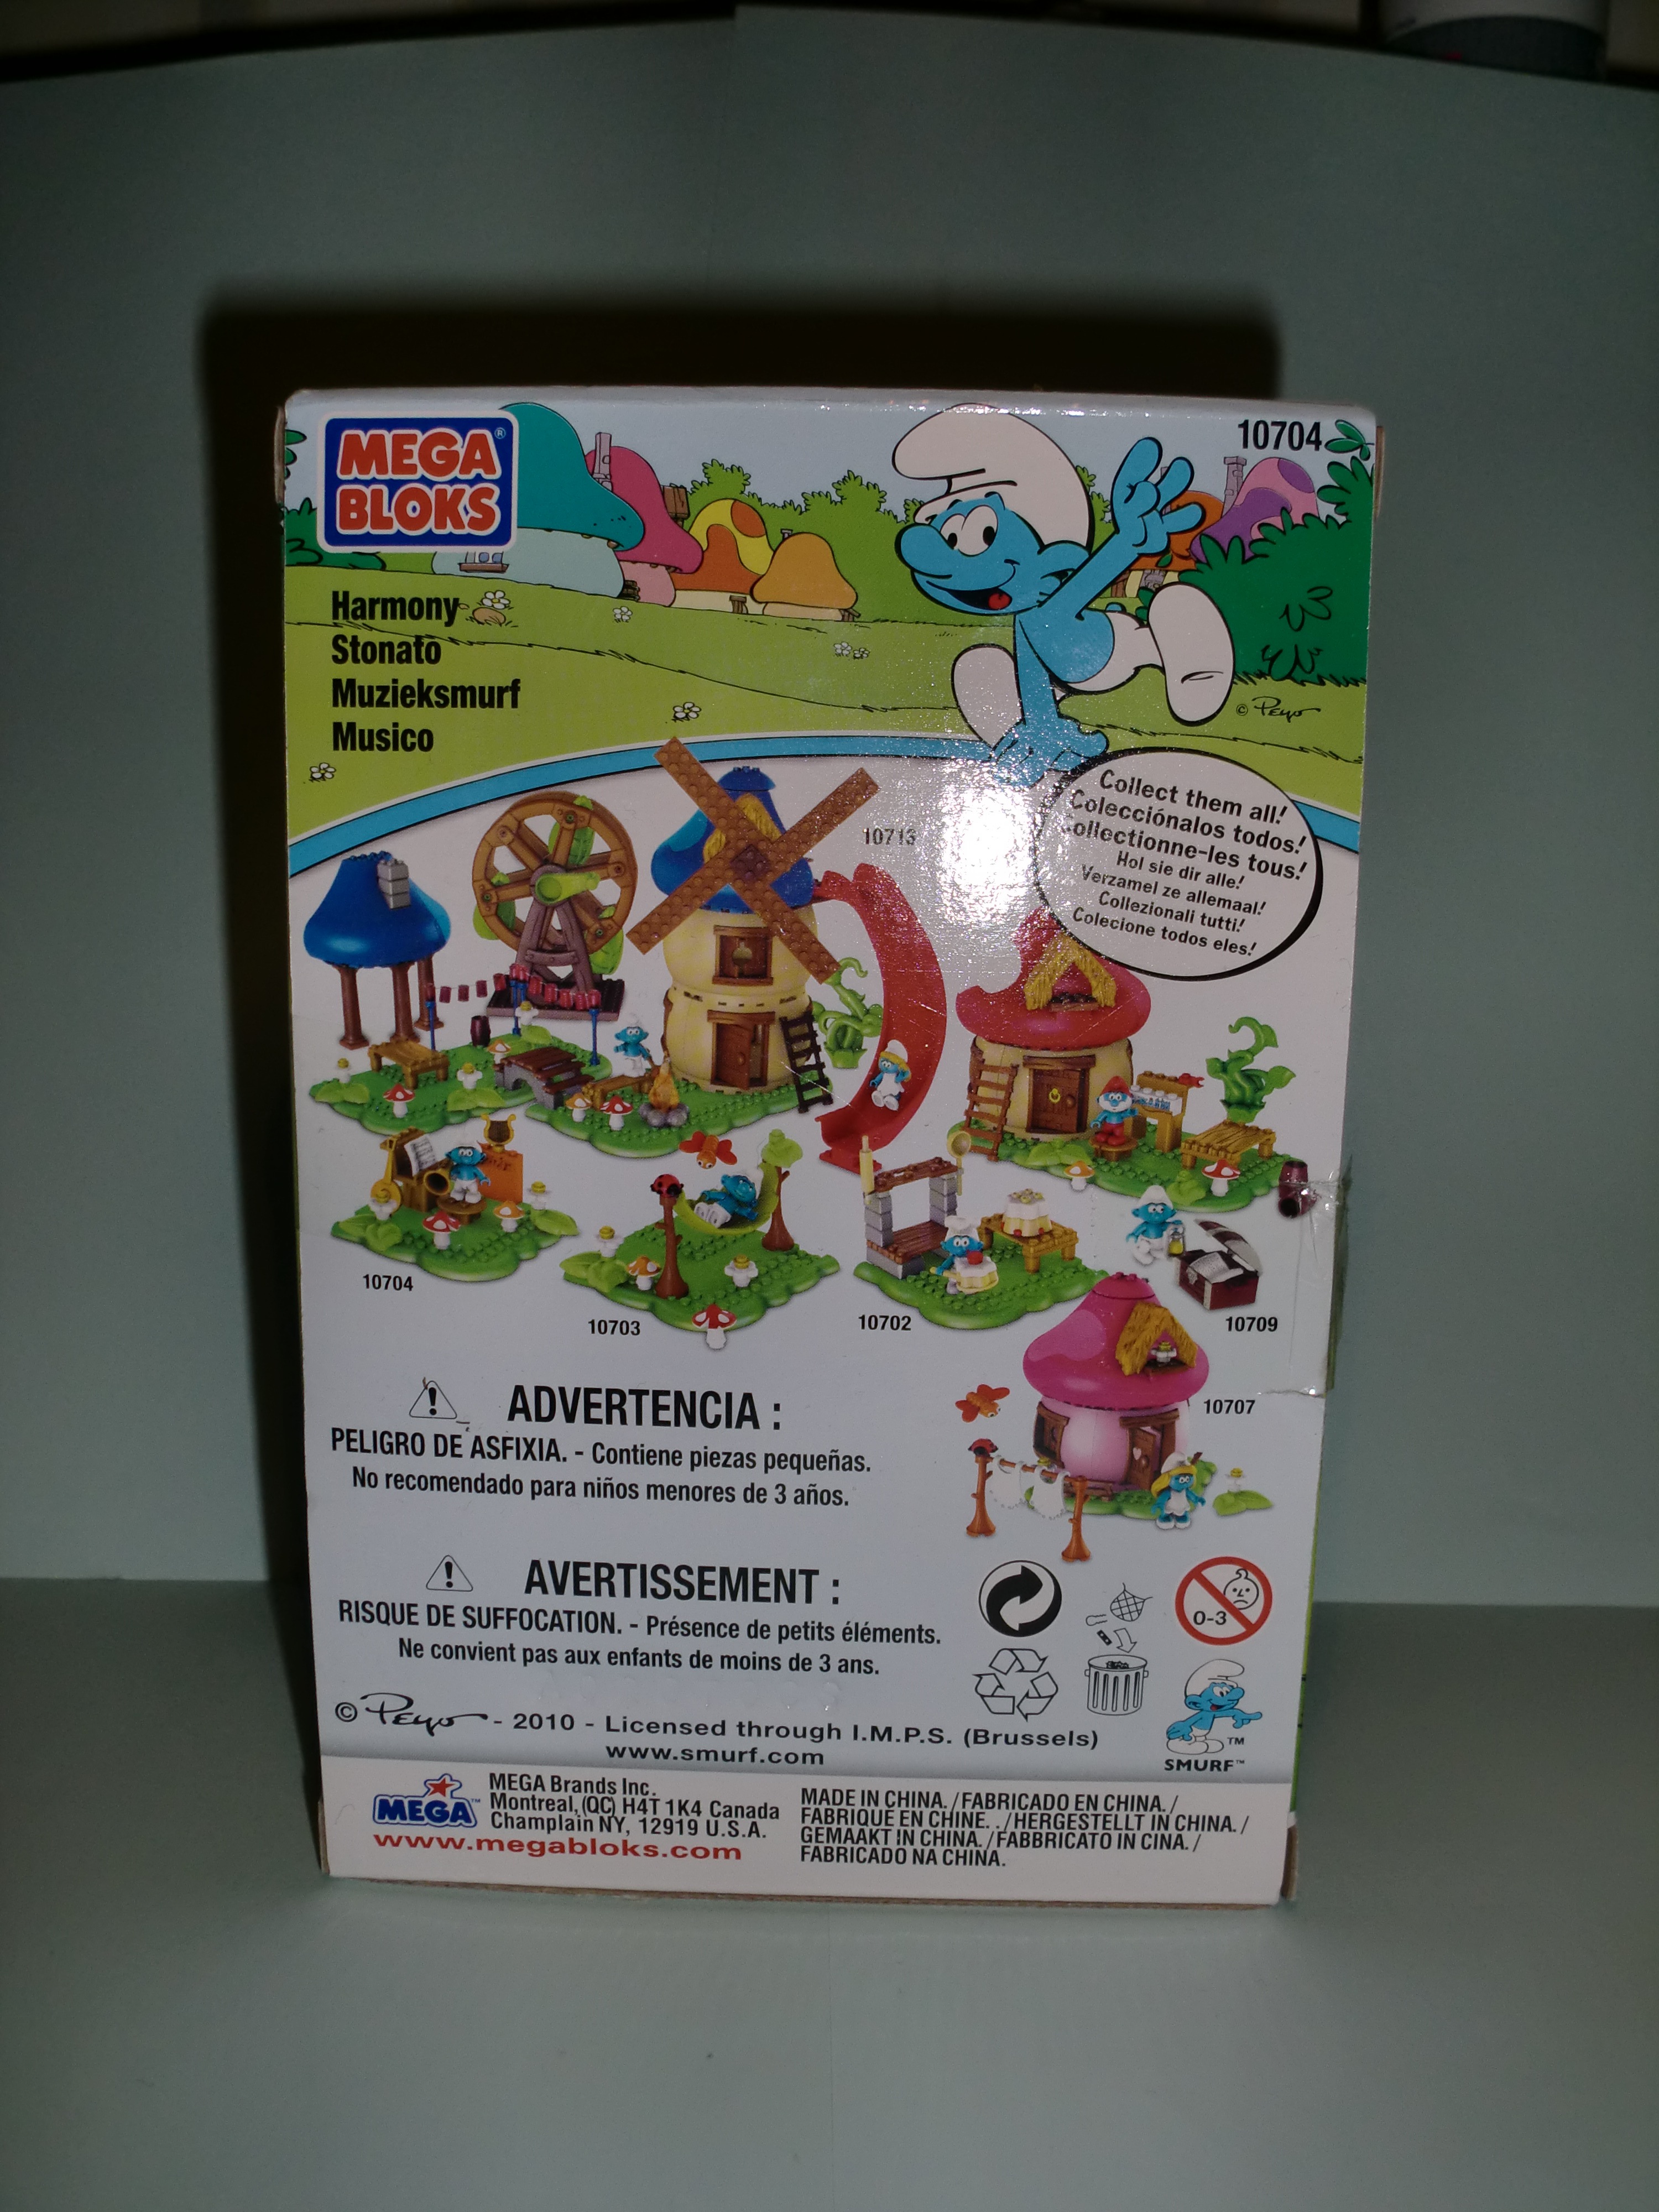 MEGA
BLOKS®
10704
Harmony
Stonato
Muzieksmurf
Musico
© Peyo
Collect them all!
Colecciónalos todos!
Collectionne-les tous!
Hol sie dir alle!
Verzamel ze allemaal!
Collezionali tutti!
Colecione todos eles!
10713
10704
10703
10702
10709
10707
ADVERTENCIA :
PELIGRO DE ASFIXIA. - Contiene piezas pequeñas.
No recomendado para niños menores de 3 años.
AVERTISSEMENT :
RISQUE DE SUFFOCATION. - Présence de petits éléments.
Ne convient pas aux enfants de moins de 3 ans.
0-3
© Peyo - 2010 - Licensed through I.M.P.S. (Brussels)
www.smurf.com
TM
SMURF™
MEGA™
MEGA Brands Inc.
Montreal, (QC) H4T 1K4 Canada
Champlain NY, 12919 U.S.A.
www.megabloks.com
MADE IN CHINA. /FABRICADO EN CHINA. /
FABRIQUE EN CHINE. . /HERGESTELLT IN CHINA. /
GEMAAKT IN CHINA. /FABBRICATO IN CINA. /
FABRICADO NA CHINA.